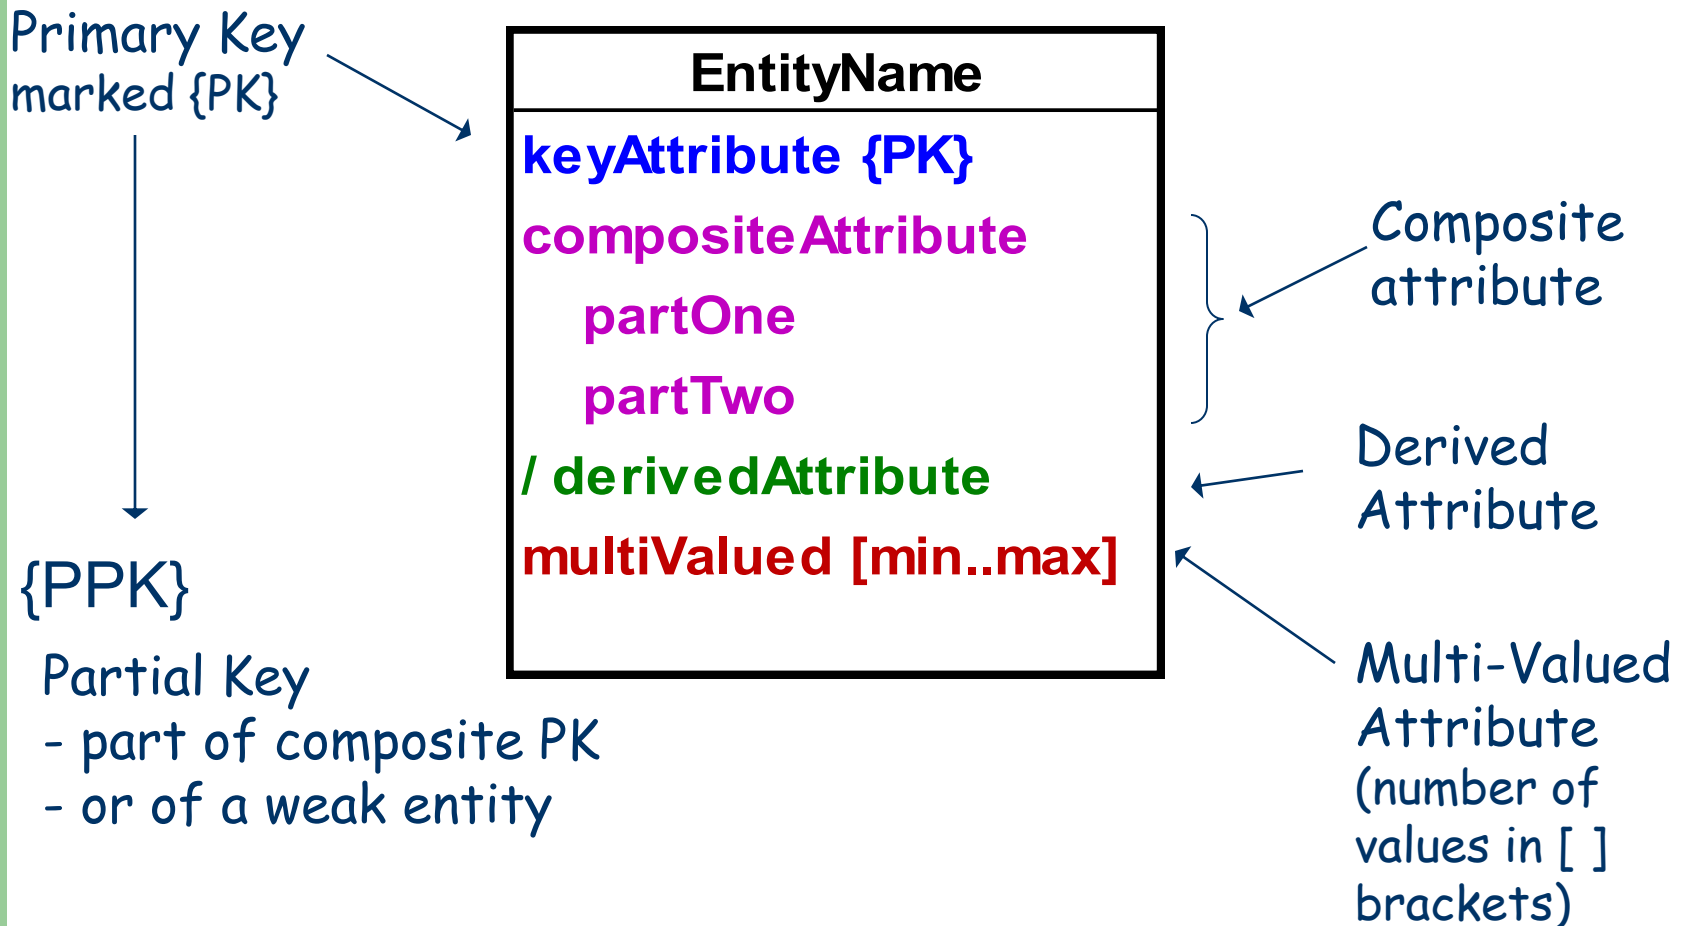 Primary Key
marked {PK}
EntityName
keyAttribute {PK}
compositeAttribute
partOne
partTwo
/ derivedAttribute
multiValued [min..max]
Composite
attribute
Derived
Attribute
Multi-Valued
Attribute
(number of
values in [ ]
brackets)
{PPK}
Partial Key
- part of composite PK
- or of a weak entity